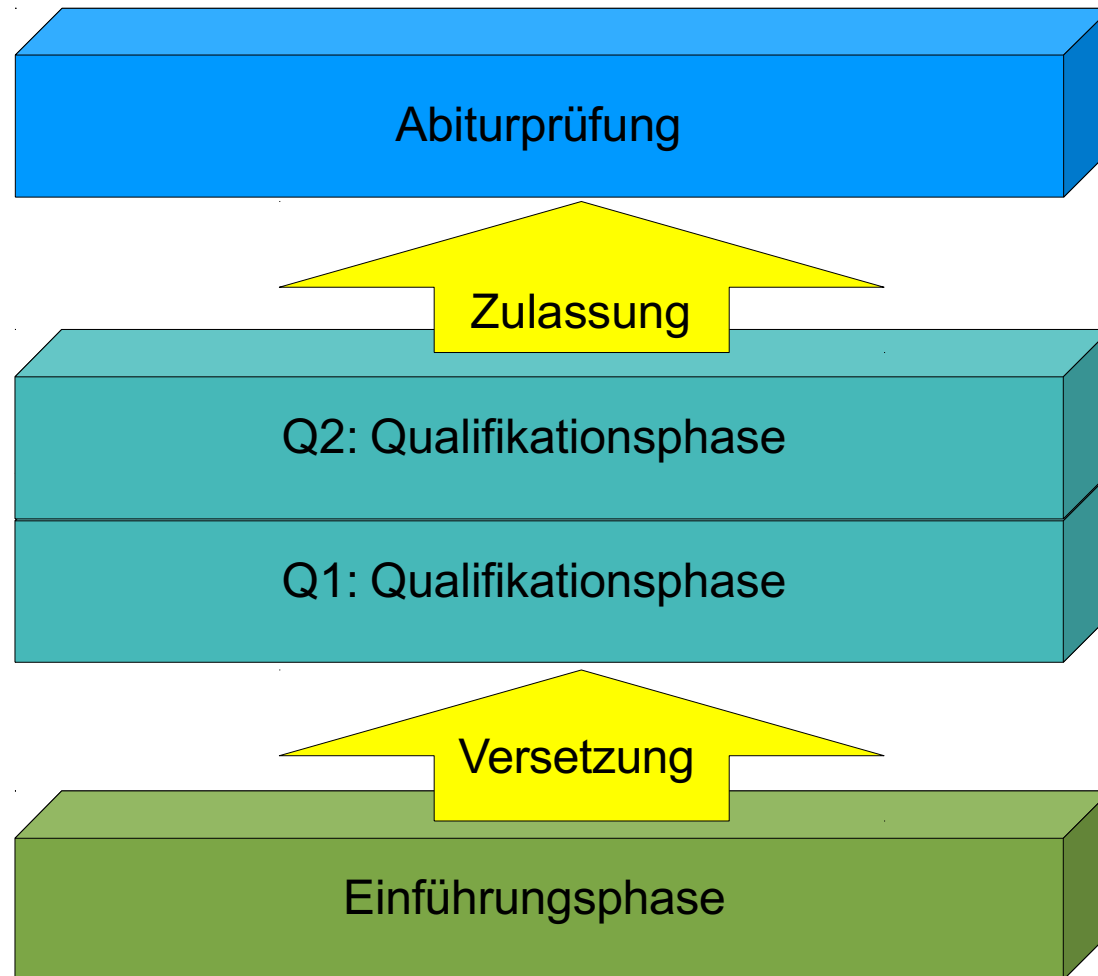 Abiturprüfung
Zulassung
Q2: Qualifikationsphase
Q1: Qualifikationsphase
Versetzung
Einführungsphase